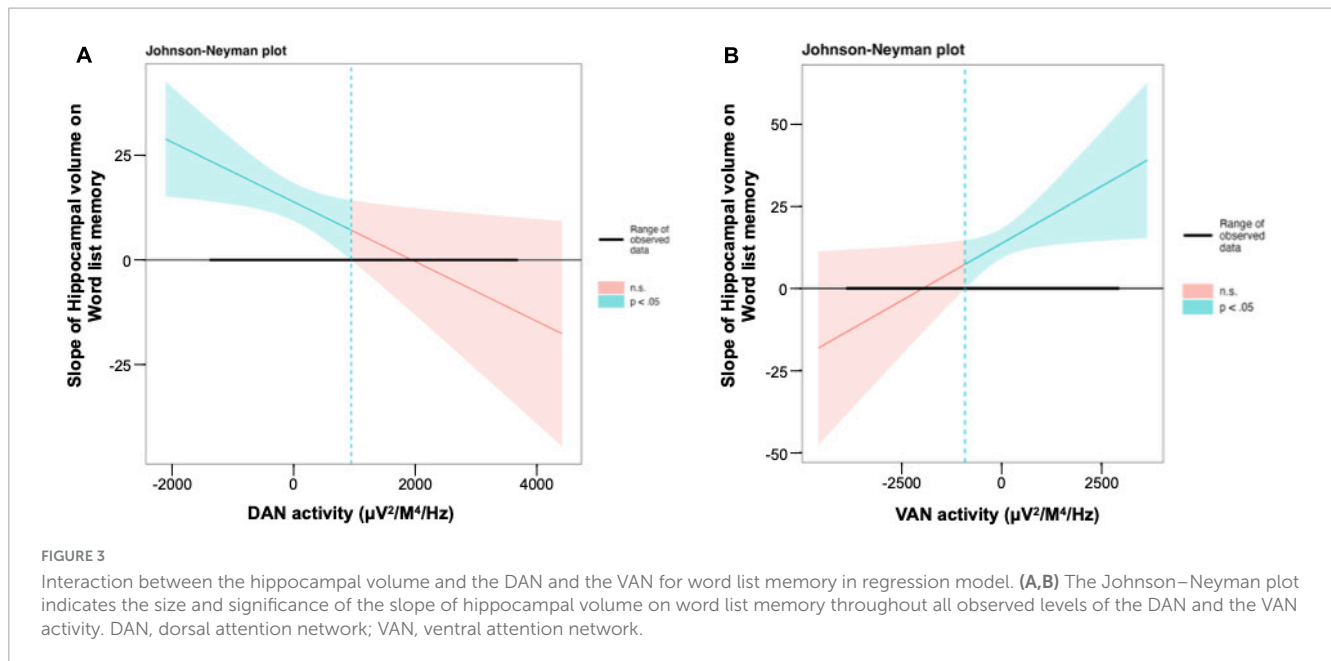 A
Johnson-Neyman plot
Slope of Hippocampal volume on
Word list memory
25
0
-25
-2000 0 2000 4000
DAN activity (µV²/M⁴/Hz)
Range of
observed
data
n.s.
p < .05
B
Johnson-Neyman plot
Slope of Hippocampal volume on
Word list memory
50
25
0
-25
-50
-2500 0 2500
VAN activity (µV²/M⁴/Hz)
Range of
observed
data
n.s.
p < .05
FIGURE 3
Interaction between the hippocampal volume and the DAN and the VAN for word list memory in regression model. (A,B) The Johnson–Neyman plot
indicates the size and significance of the slope of hippocampal volume on word list memory throughout all observed levels of the DAN and the VAN
activity. DAN, dorsal attention network; VAN, ventral attention network.